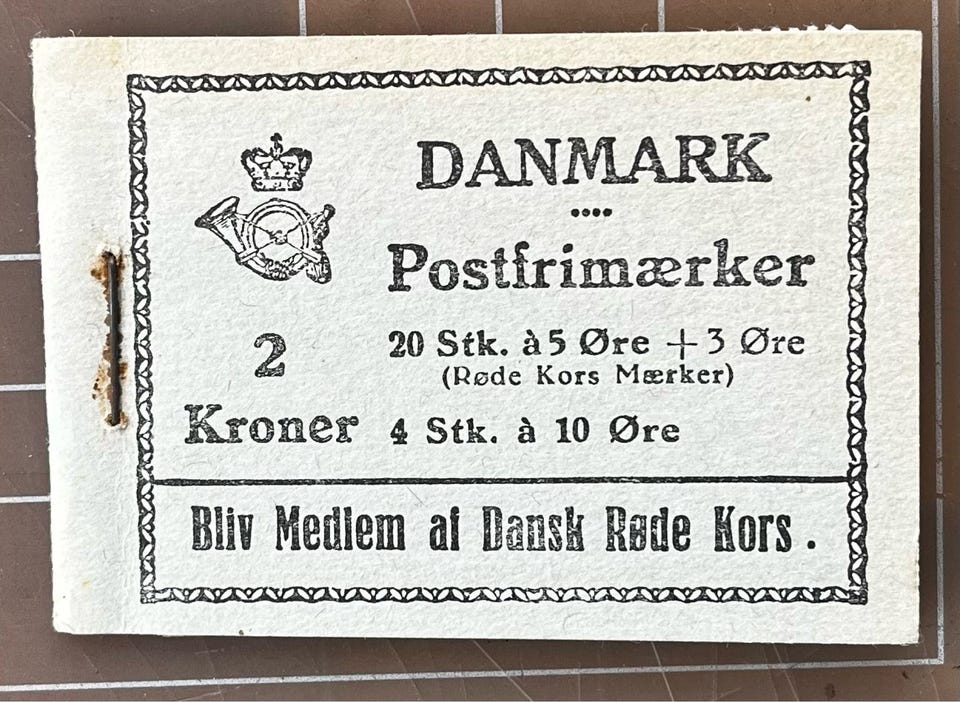 DANMARK
Postfrimærker
2
Kroner
20 Stk. à 5 Øre + 3 Øre
(Røde Kors Mærker)
4 Stk. à 10 Øre
Bliv Medlem af Dansk Røde Kors.